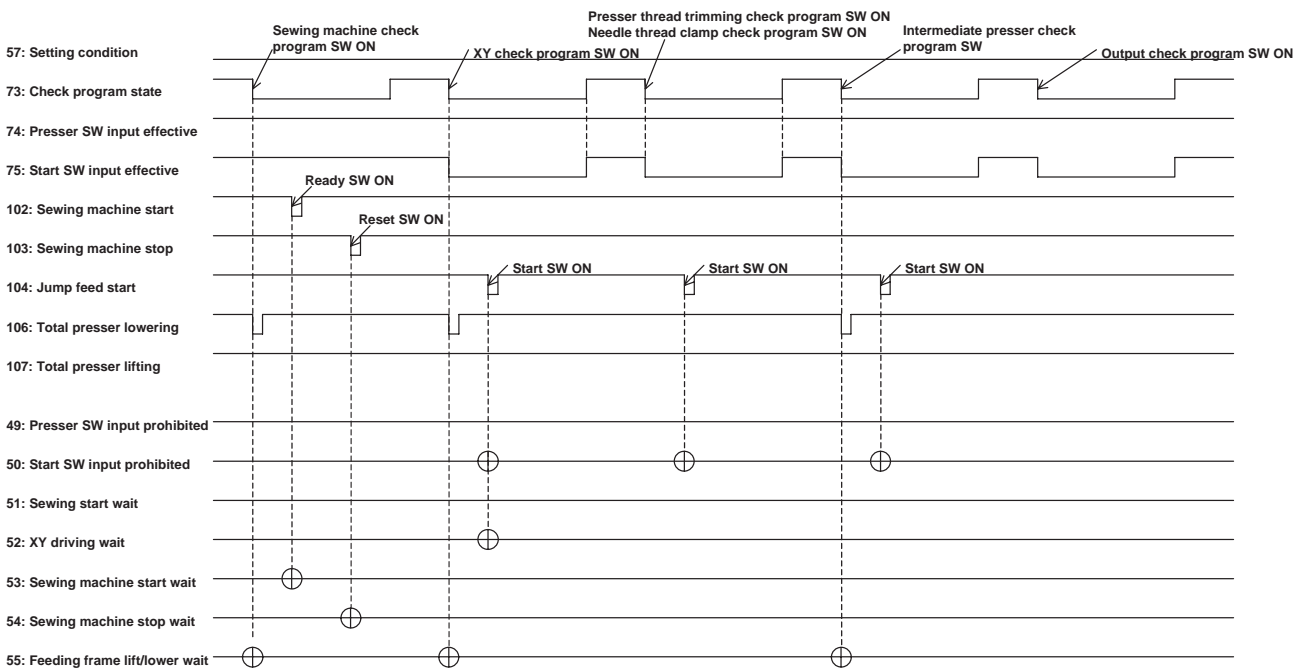 Presser thread trimming check program SW ON
Needle thread clamp check program SW ON
Sewing machine check
program SW ON
Intermediate presser check
program SW
57: Setting condition
XY check program SW ON
Output check program SW ON
73: Check program state
74: Presser SW input effective
75: Start SW input effective
Ready SW ON
102: Sewing machine start
Reset SW ON
103: Sewing machine stop
Start SW ON
Start SW ON
Start SW ON
104: Jump feed start
106: Total presser lowering
107: Total presser lifting
49: Presser SW input prohibited
50: Start SW input prohibited
51: Sewing start wait
52: XY driving wait
53: Sewing machine start wait
54: Sewing machine stop wait
55: Feeding frame lift/lower wait